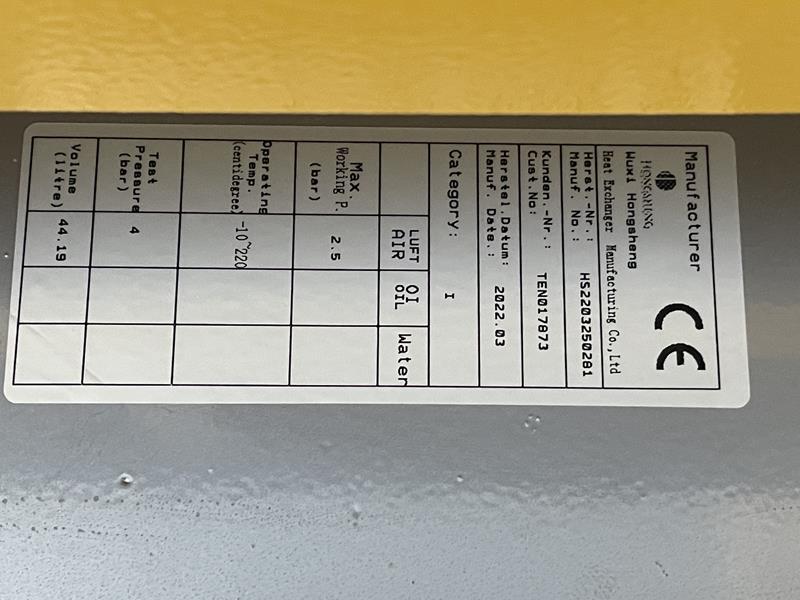 Manufacturer
CE
HONGSHENG
Wuxi Hongsheng
Heat Exchanger Manufacturing Co.,Ltd
Herst.-Nr.:
Manuf. No.: HS2203250281
Kunden.-Nr.:
Cust.No: TEN017873
Herstel.Datum:
Manuf. Date.: 2022.03
Category: I
LUFT OI Water
AIR OIL
Max.
Working P. 2.5
(bar)
Operating
Temp. -10~220
(centidegree)
Test
Pressure 4
(bar)
Volume 44.19
(litre)